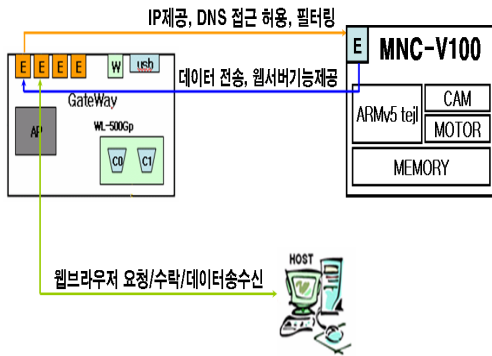 IP제공, DNS 접근 허용, 필터링
E E E E W usb
E MNC-V100
데이터 전송, 웹서버기능제공
GateWay
AP
WL-500Gp
C0 C1
ARMv5 tejl
CAM
MOTOR
MEMORY
웹브라우저 요청/수락/데이터송수신
HOST